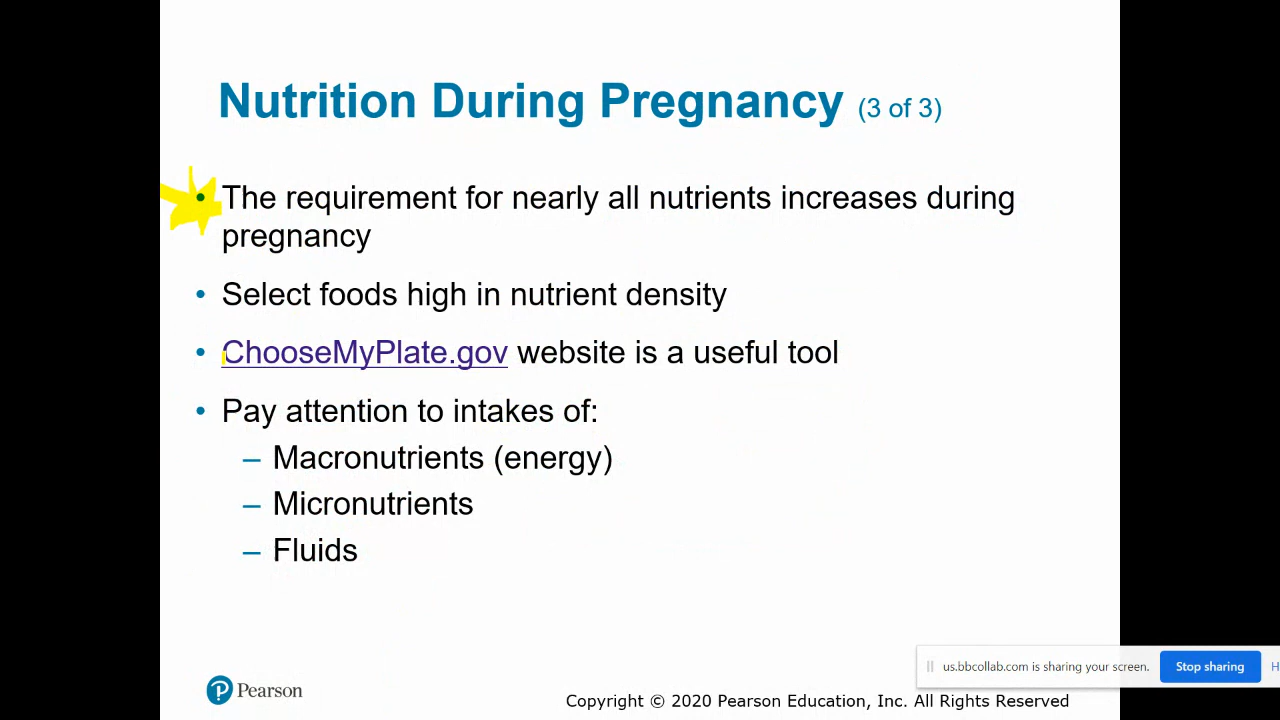 Nutrition During Pregnancy (3 of 3)
• The requirement for nearly all nutrients increases during
pregnancy
• Select foods high in nutrient density
• ChooseMyPlate.gov website is a useful tool
• Pay attention to intakes of:
– Macronutrients (energy)
– Micronutrients
– Fluids
us.bbcollab.com is sharing your screen. Stop sharing
Pearson
Copyright © 2020 Pearson Education, Inc. All Rights Reserved